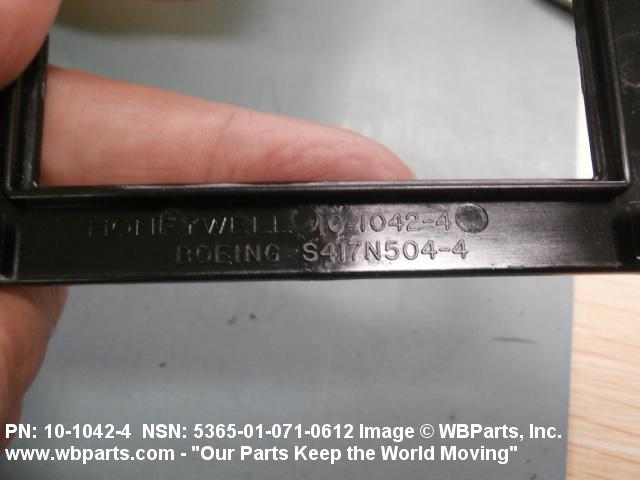 HONEYWELL 10-1042-4
BOEING S417N504-4
PN: 10-1042-4 NSN: 5365-01-071-0612 Image © WBParts, Inc.
www.wbparts.com - "Our Parts Keep the World Moving"